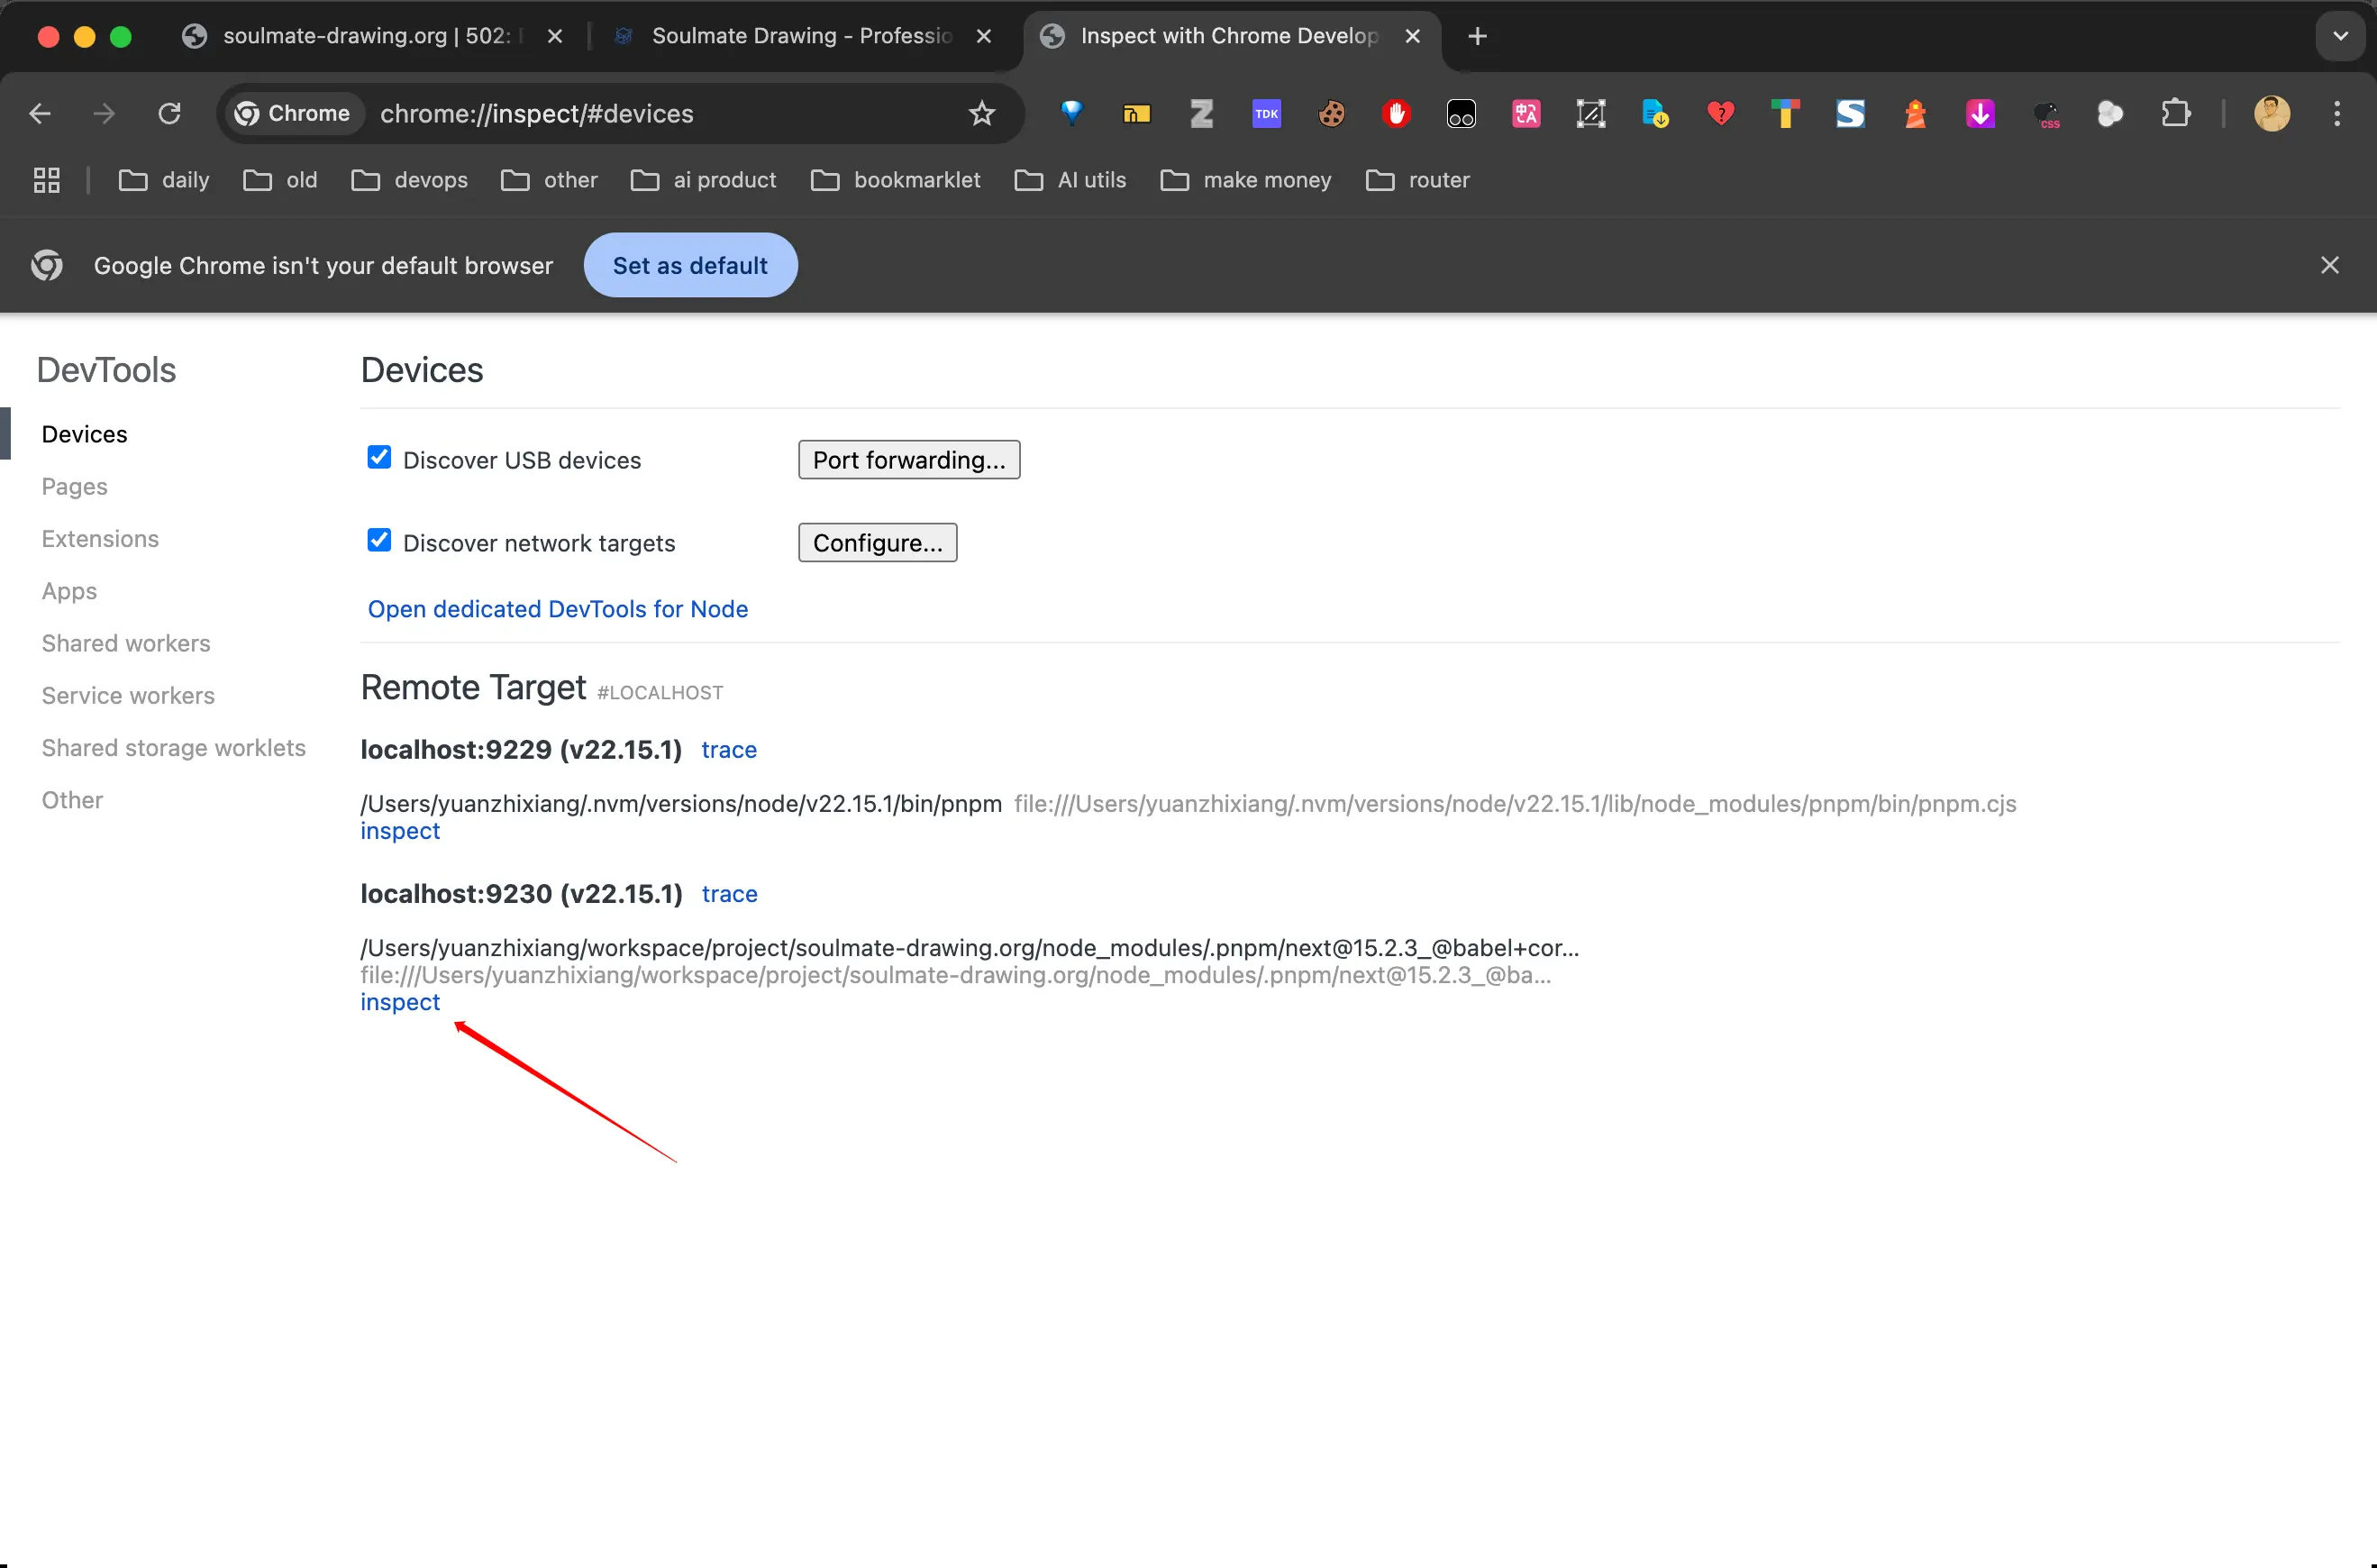 soulmate-drawing.org | 502:
Soulmate Drawing - Professio
Inspect with Chrome Develop
Chrome
chrome://inspect/#devices
TDK
css
daily
old
devops
other
ai product
bookmarklet
AI utils
make money
router
Google Chrome isn't your default browser
Set as default
DevTools
Devices
Pages
Extensions
Apps
Shared workers
Service workers
Shared storage worklets
Other
Devices
Discover USB devices
Port forwarding...
Discover network targets
Configure...
Open dedicated DevTools for Node
Remote Target #LOCALHOST
localhost:9229 (v22.15.1) trace
/Users/yuanzhixiang/.nvm/versions/node/v22.15.1/bin/pnpm file:///Users/yuanzhixiang/.nvm/versions/node/v22.15.1/lib/node_modules/pnpm/bin/pnpm.cjs
inspect
localhost:9230 (v22.15.1) trace
/Users/yuanzhixiang/workspace/project/soulmate-drawing.org/node_modules/.pnpm/next@15.2.3_@babel+cor...
file:///Users/yuanzhixiang/workspace/project/soulmate-drawing.org/node_modules/.pnpm/next@15.2.3_@ba...
inspect